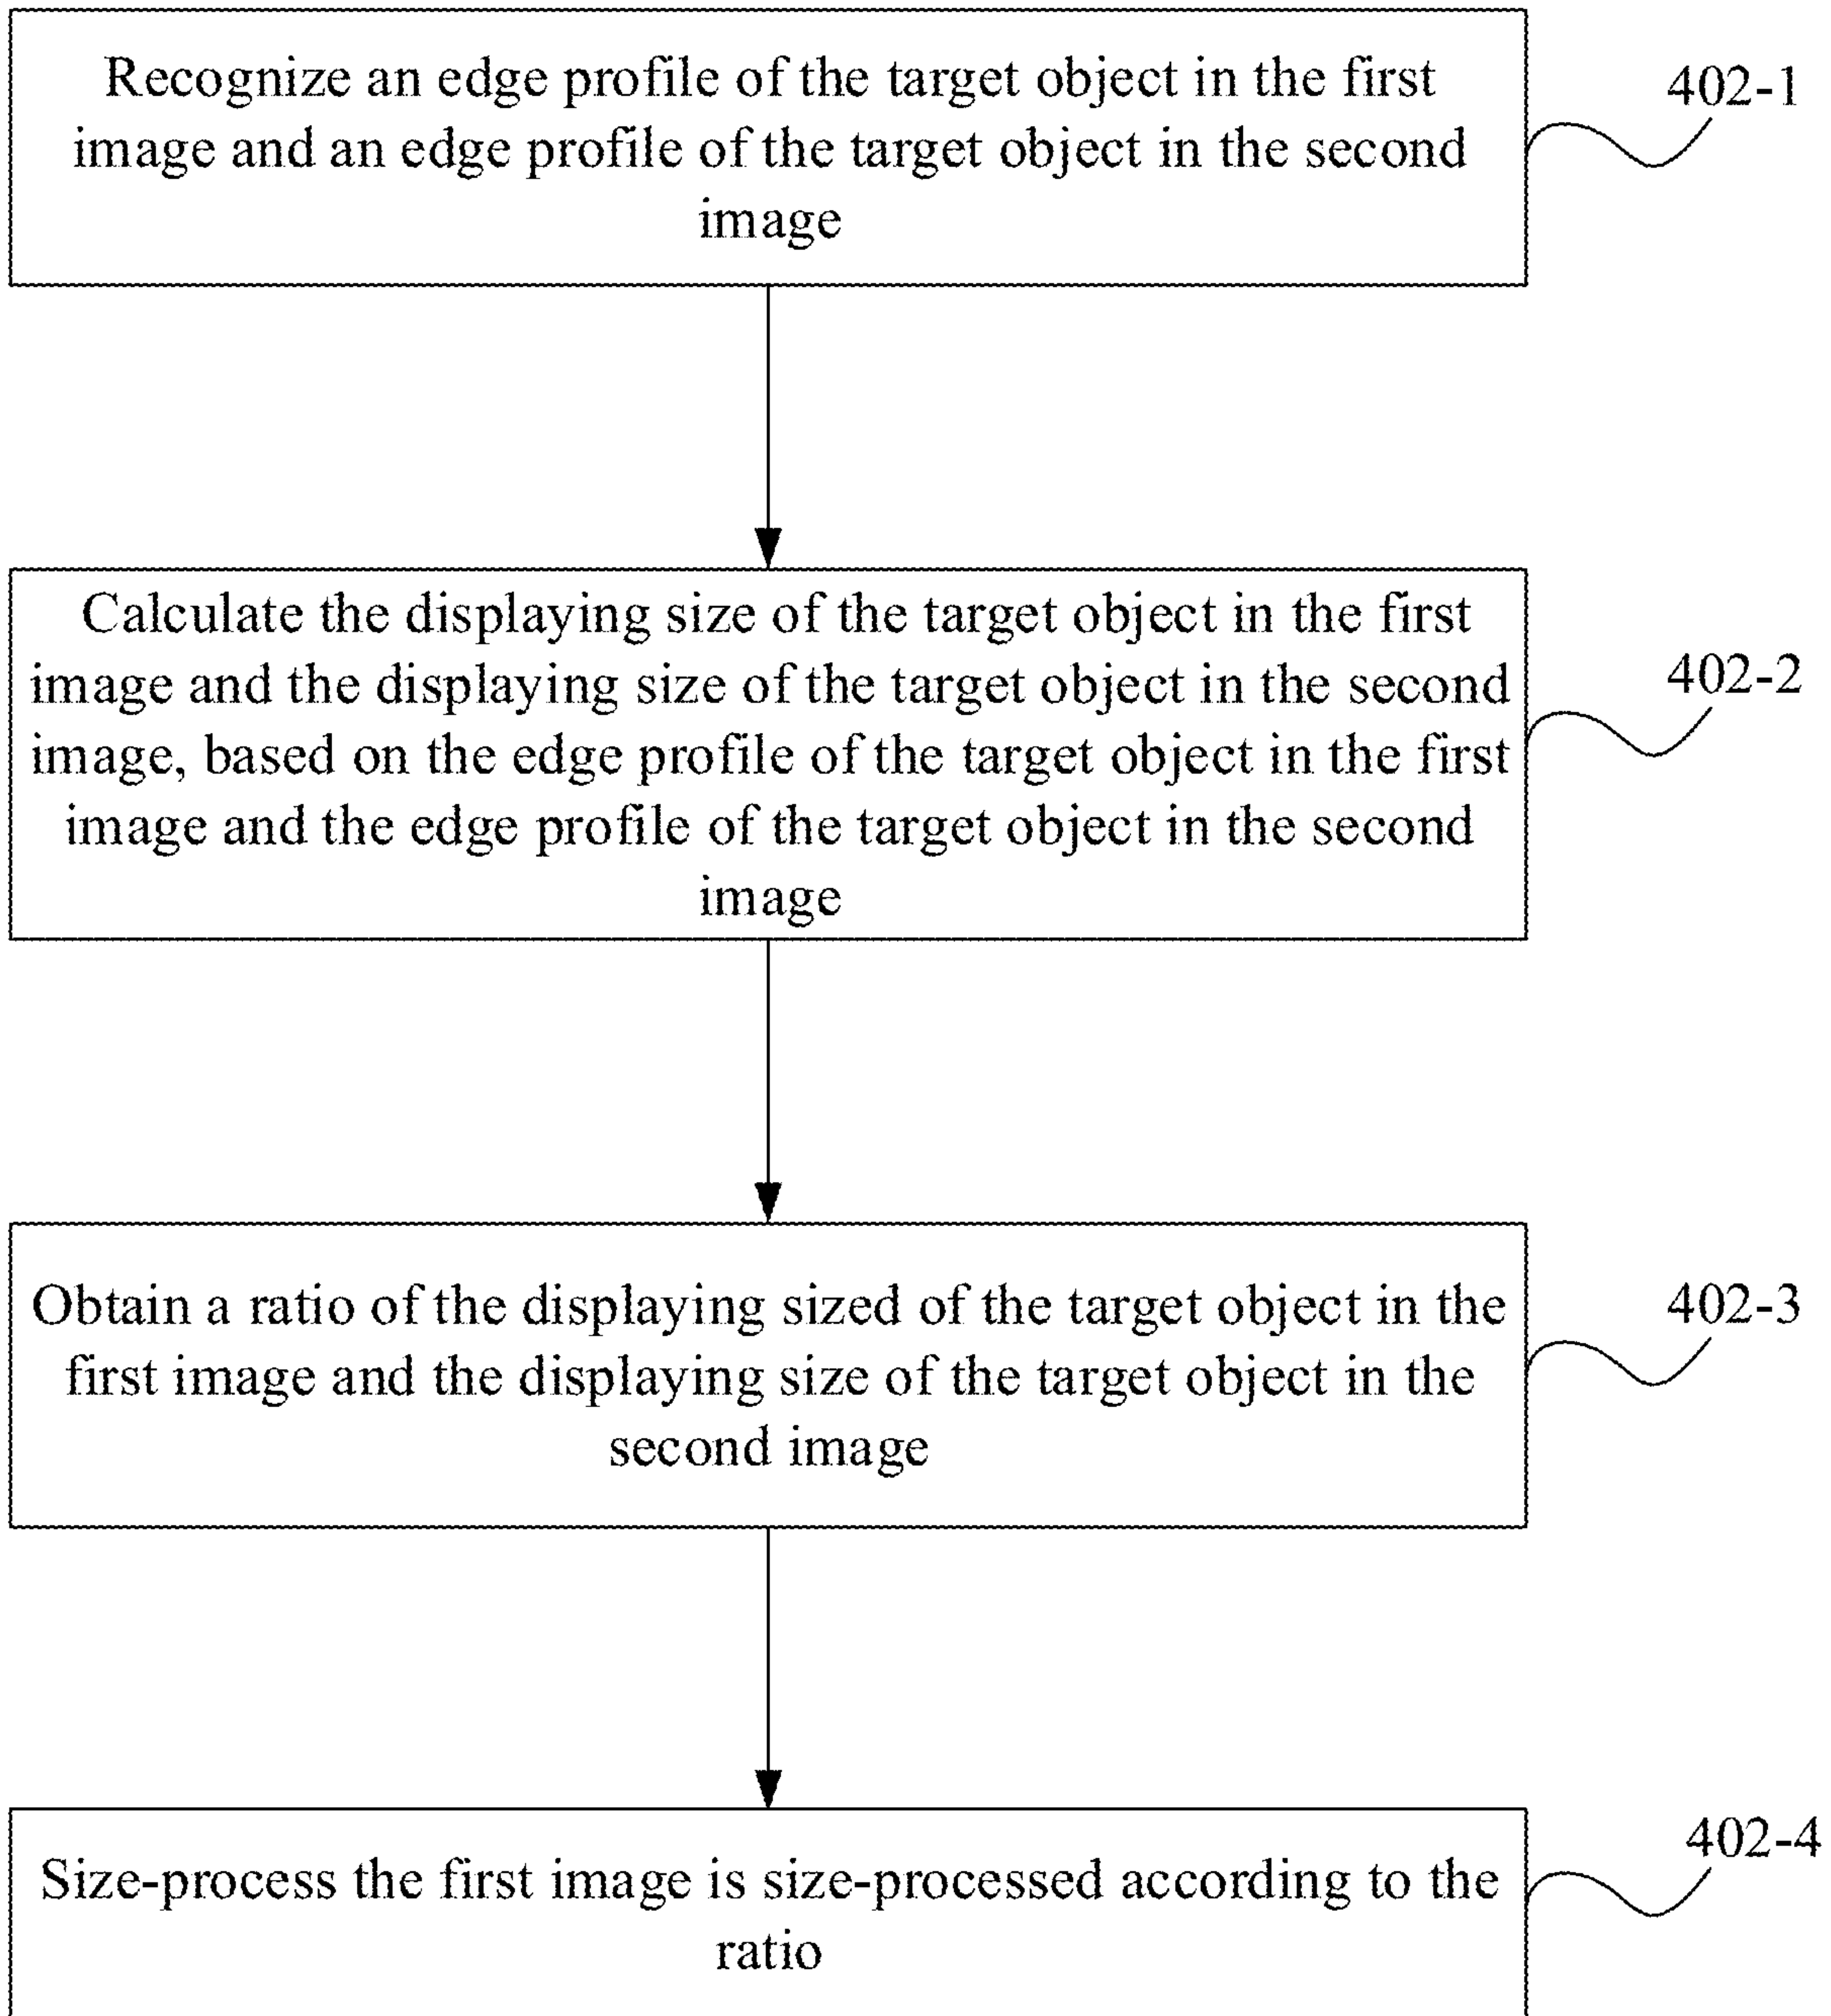 Recognize an edge profile of the target object in the first
image and an edge profile of the target object in the second
image
402-1
Calculate the displaying size of the target object in the first
image and the displaying size of the target object in the second
image, based on the edge profile of the target object in the first
image and the edge profile of the target object in the second
image
402-2
Obtain a ratio of the displaying sized of the target object in the
first image and the displaying size of the target object in the
second image
402-3
Size-process the first image is size-processed according to the
ratio
402-4